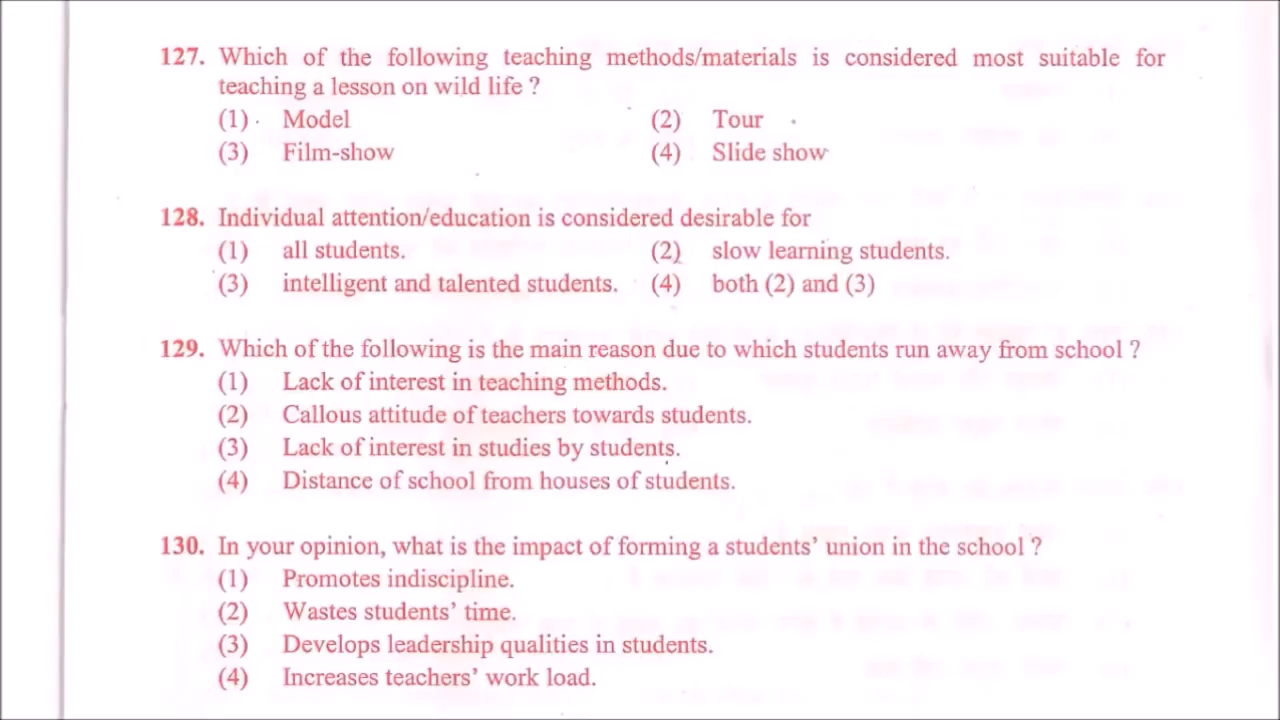 127. Which of the following teaching methods/materials is considered most suitable for
teaching a lesson on wild life ?
(1) Model (2) Tour
(3) Film-show (4) Slide show
128. Individual attention/education is considered desirable for
(1) all students. (2) slow learning students.
(3) intelligent and talented students. (4) both (2) and (3)
129. Which of the following is the main reason due to which students run away from school ?
(1) Lack of interest in teaching methods.
(2) Callous attitude of teachers towards students.
(3) Lack of interest in studies by students.
(4) Distance of school from houses of students.
130. In your opinion, what is the impact of forming a students’ union in the school ?
(1) Promotes indiscipline.
(2) Wastes students’ time.
(3) Develops leadership qualities in students.
(4) Increases teachers’ work load.